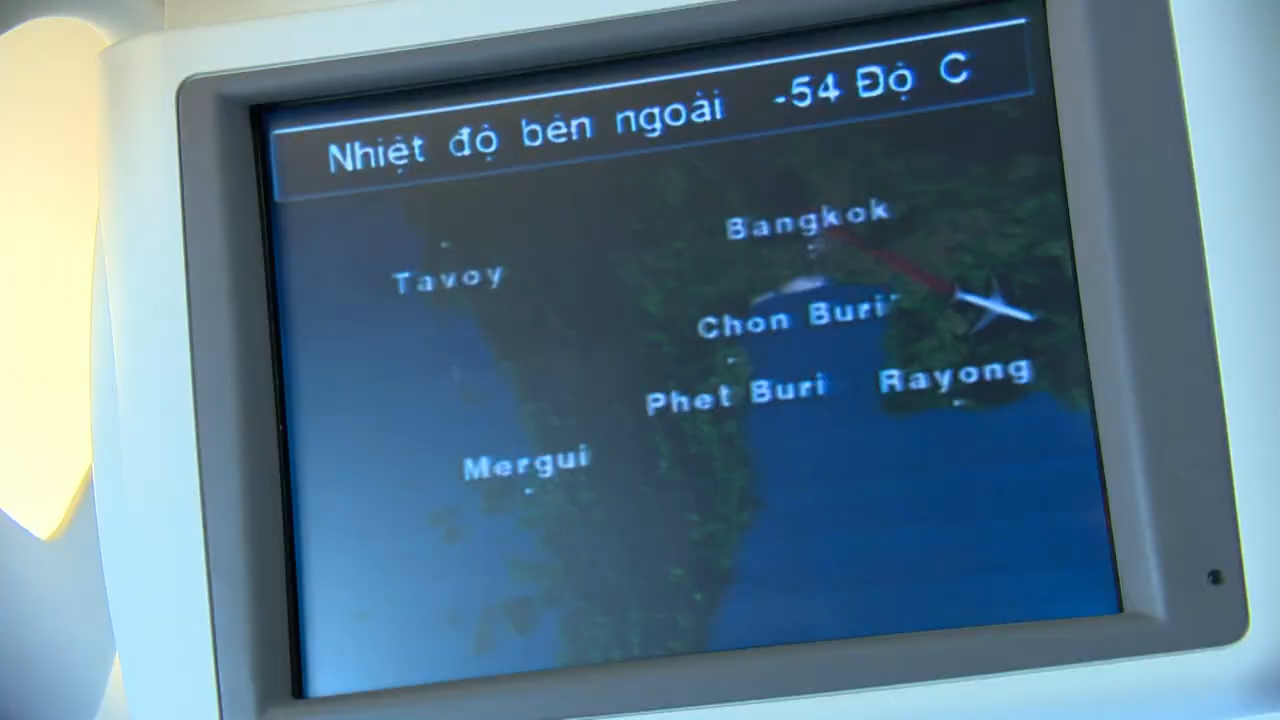 Nhiệt độ bên ngoài -54 Độ C
Bangkok
Tavoy
Chon Buri
Phet Buri Rayong
Mergui